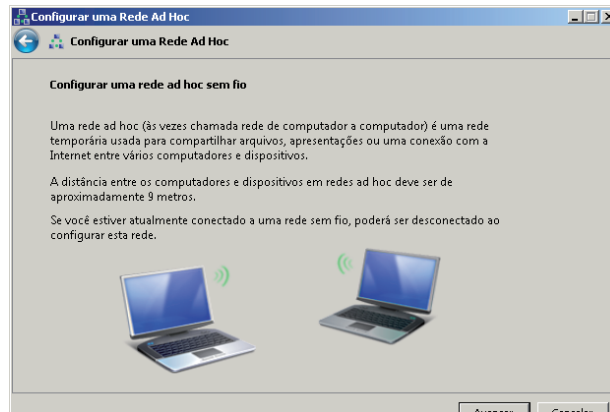 Configurar uma Rede Ad Hoc
Configurar uma Rede Ad Hoc
Configurar uma rede ad hoc sem fio
Uma rede ad hoc (às vezes chamada rede de computador a computador) é uma rede
temporária usada para compartilhar arquivos, apresentações ou uma conexão com a
Internet entre vários computadores e dispositivos.
A distância entre os computadores e dispositivos em redes ad hoc deve ser de
aproximadamente 9 metros.
Se você estiver atualmente conectado a uma rede sem fio, poderá ser desconectado ao
configurar esta rede.
Avançar
Cancelar